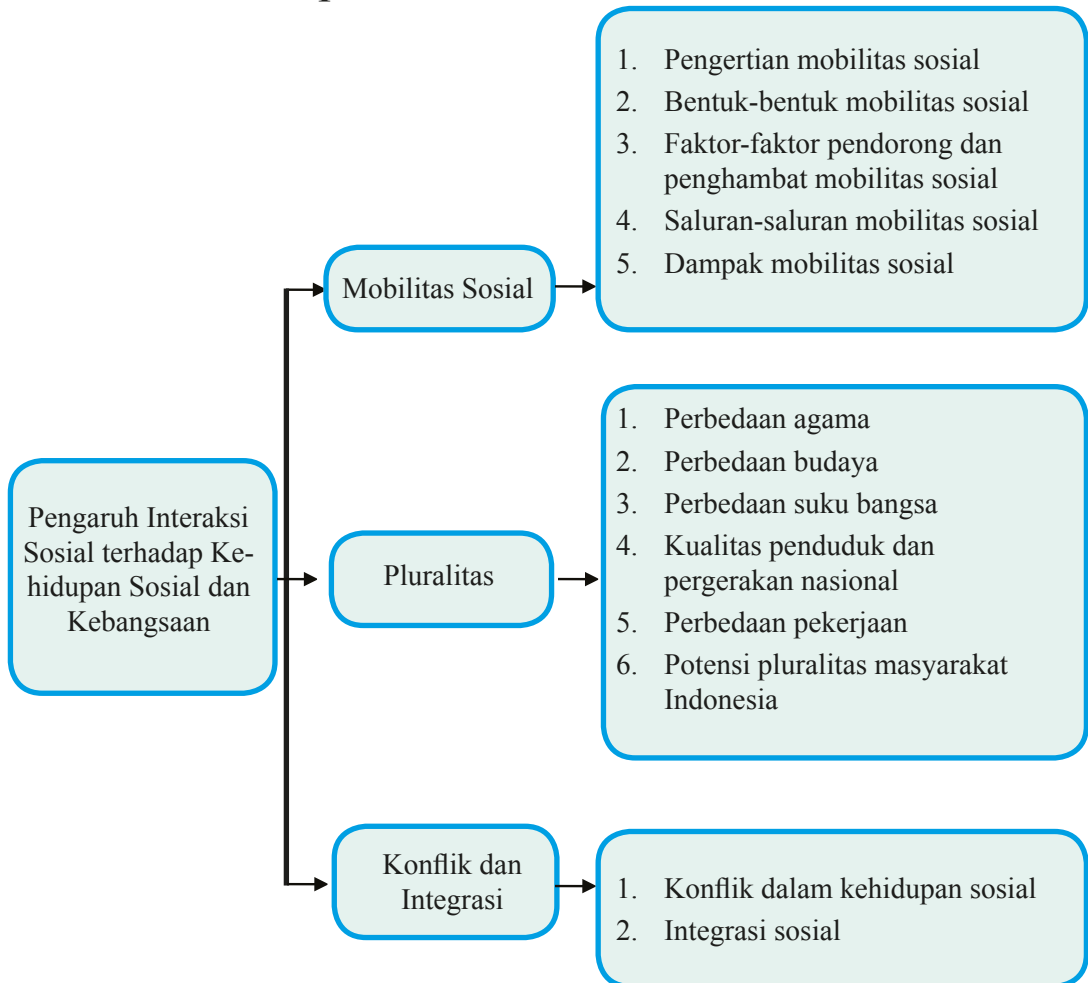 Pengaruh Interaksi
Sosial terhadap Ke-
hidupan Sosial dan
Kebangsaan
Mobilitas Sosial
1. Pengertian mobilitas sosial
2. Bentuk-bentuk mobilitas sosial
3. Faktor-faktor pendorong dan
penghambat mobilitas sosial
4. Saluran-saluran mobilitas sosial
5. Dampak mobilitas sosial
Pluralitas
1. Perbedaan agama
2. Perbedaan budaya
3. Perbedaan suku bangsa
4. Kualitas penduduk dan
pergerakan nasional
5. Perbedaan pekerjaan
6. Potensi pluralitas masyarakat
Indonesia
Konflik dan
Integrasi
1. Konflik dalam kehidupan sosial
2. Integrasi sosial